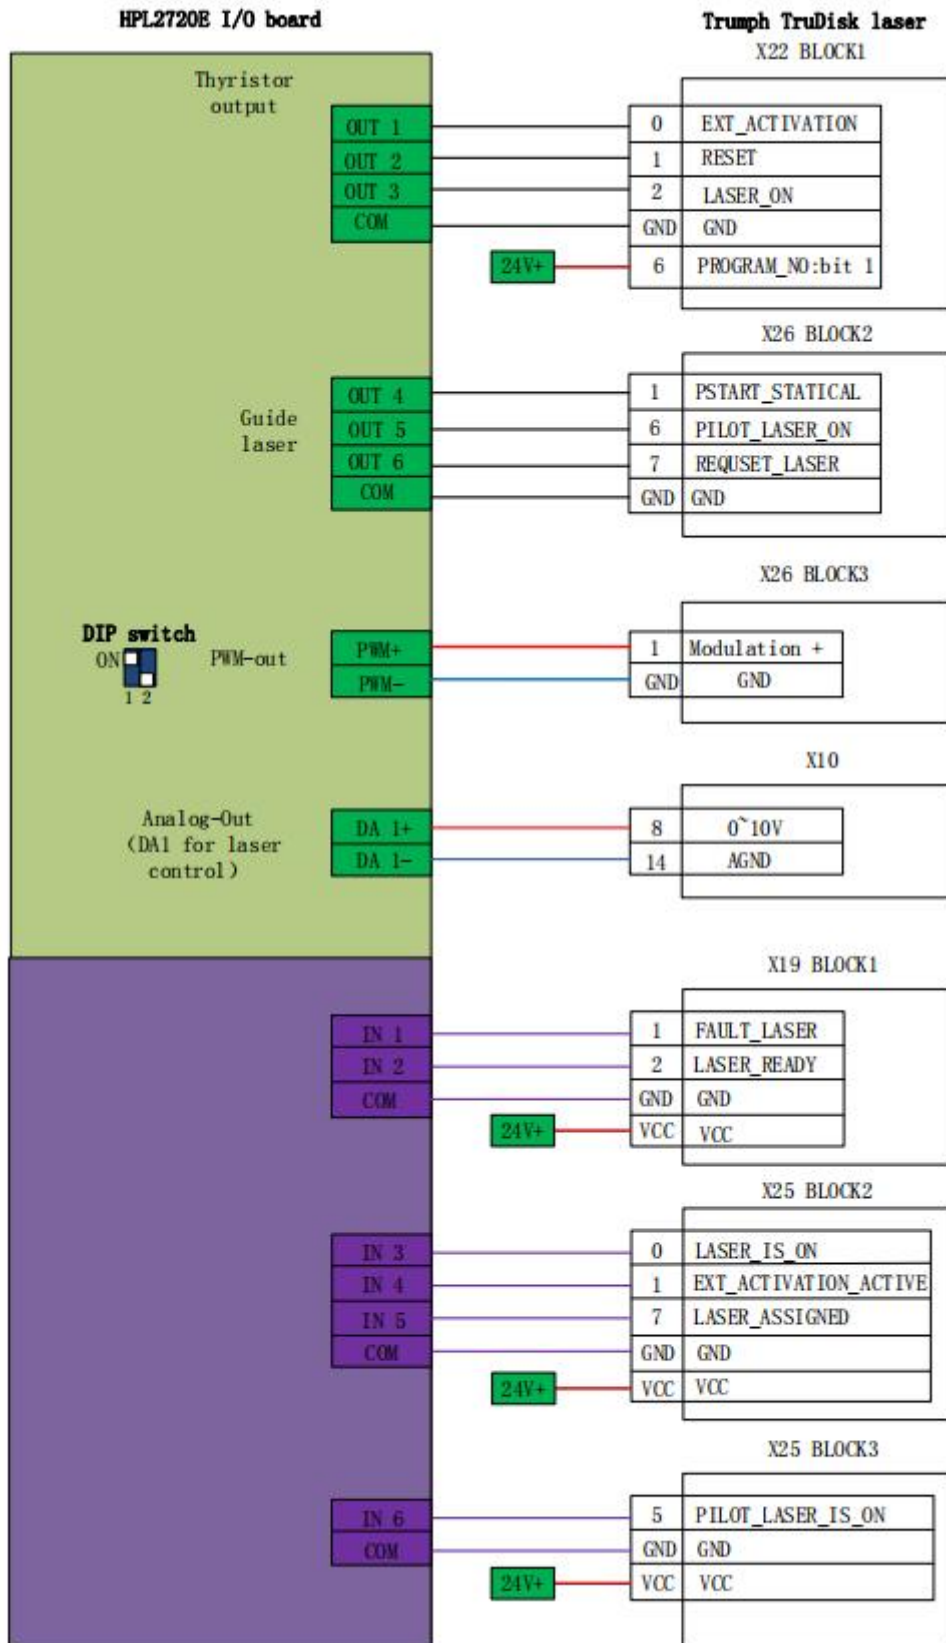 HPL2720E I/O board
Trumph TruDisk laser
X22 BLOCK1
Thyristor
output
OUT 1
0 EXT_ACTIVATION
OUT 2
1 RESET
OUT 3
2 LASER_ON
COM
GND GND
24V+
6 PROGRAM_NO:bit 1
X26 BLOCK2
Guide
laser
OUT 4
1 PSTART_STATICAL
OUT 5
6 PILOT_LASER_ON
OUT 6
7 REQUSET_LASER
COM
GND GND
X26 BLOCK3
DIP switch
ON
1 2
PWM-out
PWM+
1 Modulation +
PWM-
GND GND
X10
Analog-Out
(DA1 for laser
control)
DA 1+
8 0~10V
DA 1-
14 AGND
X19 BLOCK1
IN 1
1 FAULT_LASER
IN 2
2 LASER_READY
COM
GND GND
24V+
VCC VCC
X25 BLOCK2
IN 3
0 LASER_IS_ON
IN 4
1 EXT_ACTIVATION_ACTIVE
IN 5
7 LASER_ASSIGNED
COM
GND GND
24V+
VCC VCC
X25 BLOCK3
IN 6
5 PILOT_LASER_IS_ON
COM
GND GND
24V+
VCC VCC